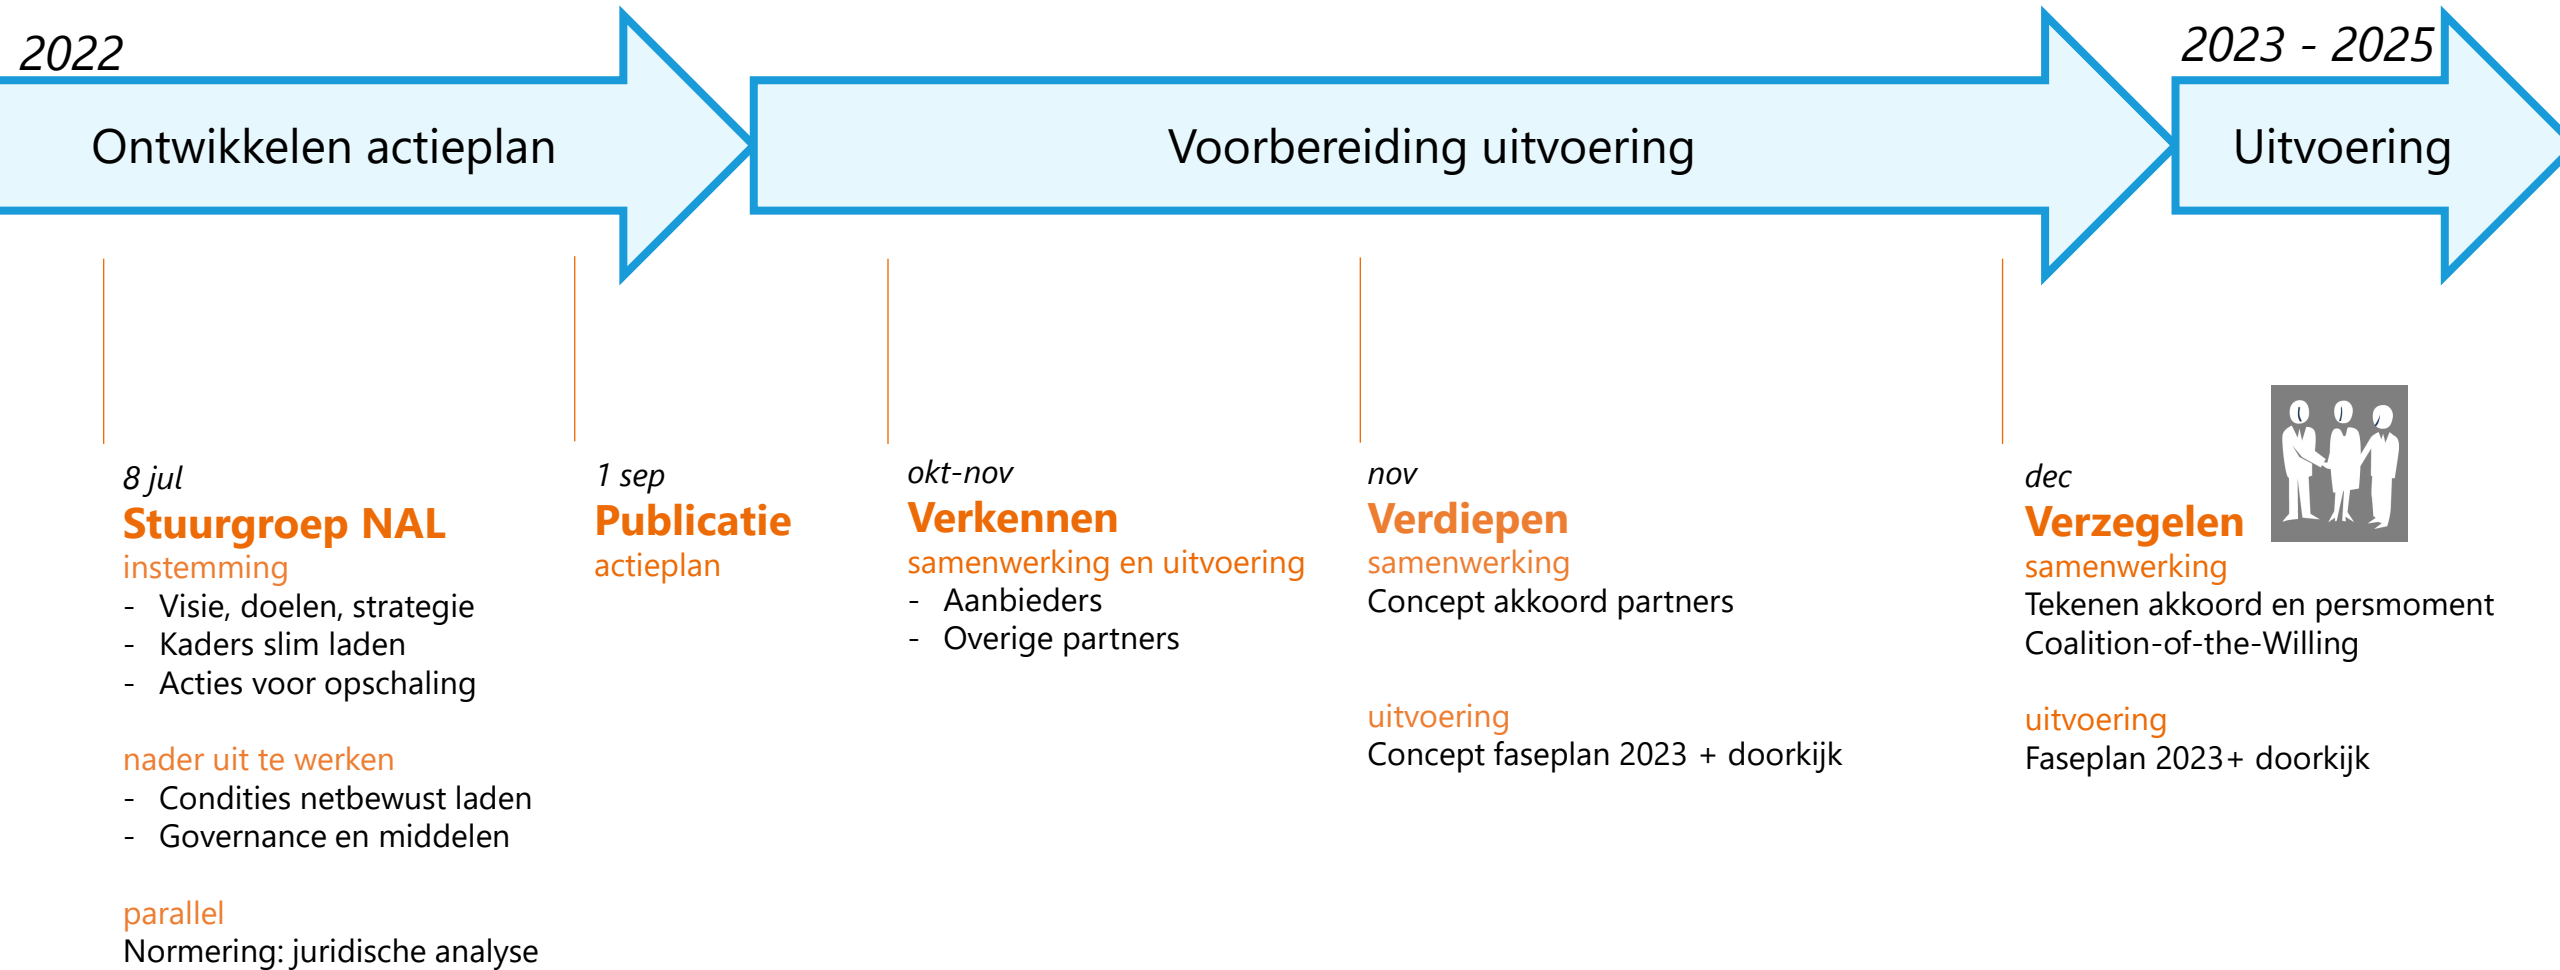 2022
2023 - 2025
Ontwikkelen actieplan
Voorbereiding uitvoering
Uitvoering
8 jul
Stuurgroep NAL
instemming
- Visie, doelen, strategie
- Kaders slim laden
- Acties voor opschaling
nader uit te werken
- Condities netbewust laden
- Governance en middelen
parallel
Normering: juridische analyse
1 sep
Publicatie
actieplan
okt-nov
Verkennen
samenwerking en uitvoering
- Aanbieders
- Overige partners
nov
Verdiepen
samenwerking
Concept akkoord partners
uitvoering
Concept faseplan 2023 + doorkijk
dec
Verzegelen
samenwerking
Tekenen akkoord en persmoment
Coalition-of-the-Willing
uitvoering
Faseplan 2023+ doorkijk